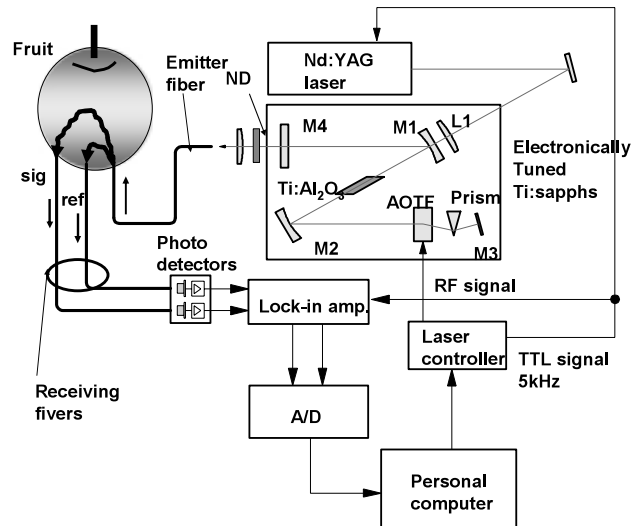 Fruit
Emitter
fiber
ND
Nd:YAG
laser
M4
M1
L1
Electronically
Tuned
Ti:sapphs
Ti:Al₂O₃
AOTF
Prism
M2
M3
sig
ref
Photo
detectors
RF signal
Lock-in amp.
Laser
controller
TTL signal
5kHz
Receiving
fivers
A/D
Personal
computer